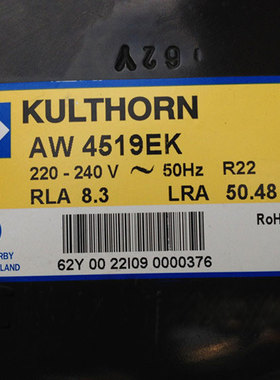 62Y
KULTHORN
AW 4519EK
220 - 240 V ~ 50Hz R22
RLA 8.3 LRA 50.48
RoH
RBY
LAND
62Y 00 22I09 0000376